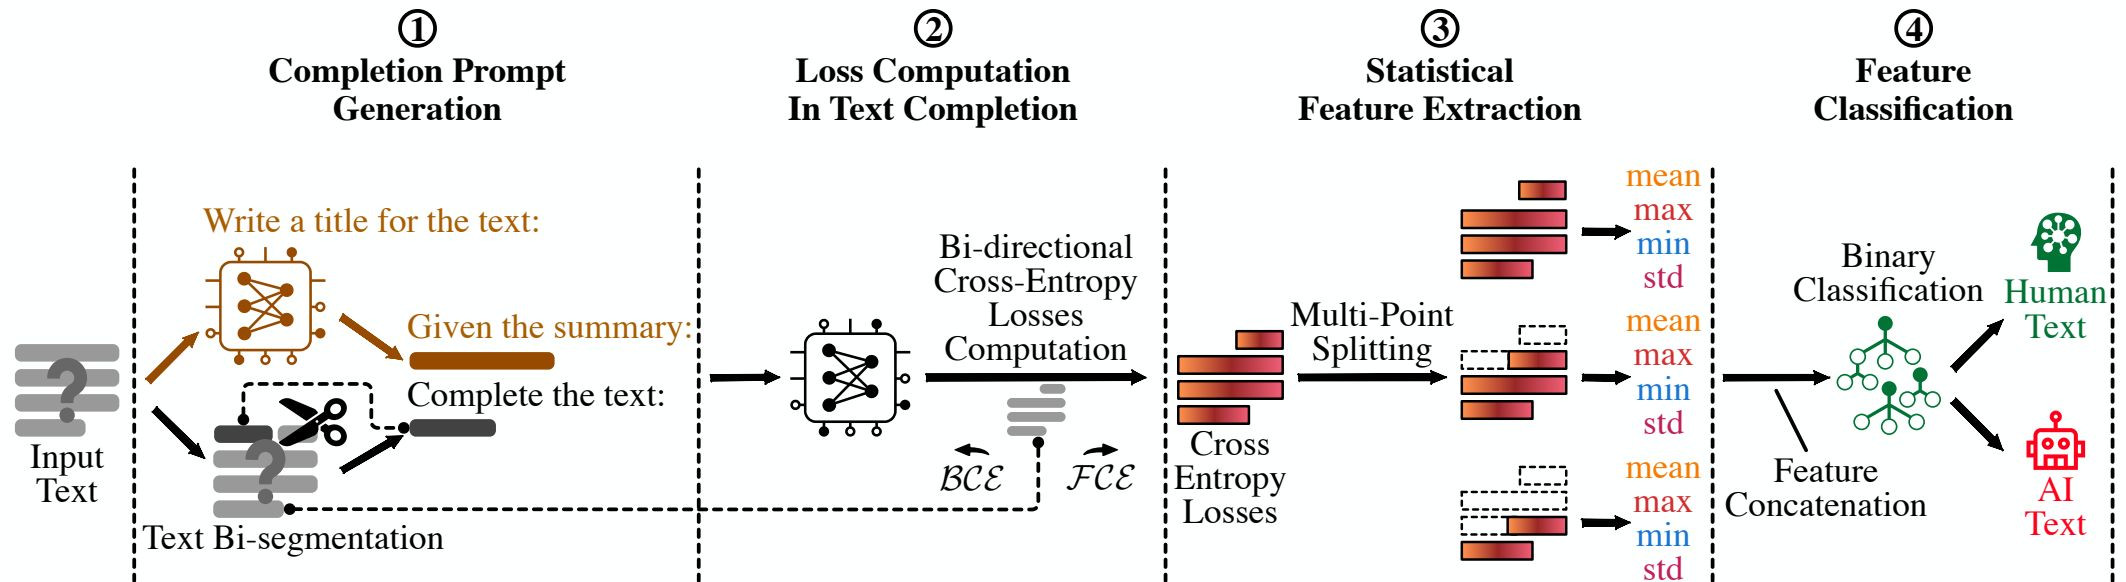 ①
Completion Prompt
Generation
②
Loss Computation
In Text Completion
③
Statistical
Feature Extraction
④
Feature
Classification
?
Input
Text
Write a title for the text:
Given the summary:
Complete the text:
?
Text Bi-segmentation
Bi-directional
Cross-Entropy
Losses
Computation
BCE
FCE
Cross
Entropy
Losses
Multi-Point
Splitting
mean
max
min
std
mean
max
min
std
mean
max
min
std
Feature
Concatenation
Binary
Classification
Human
Text
AI
Text